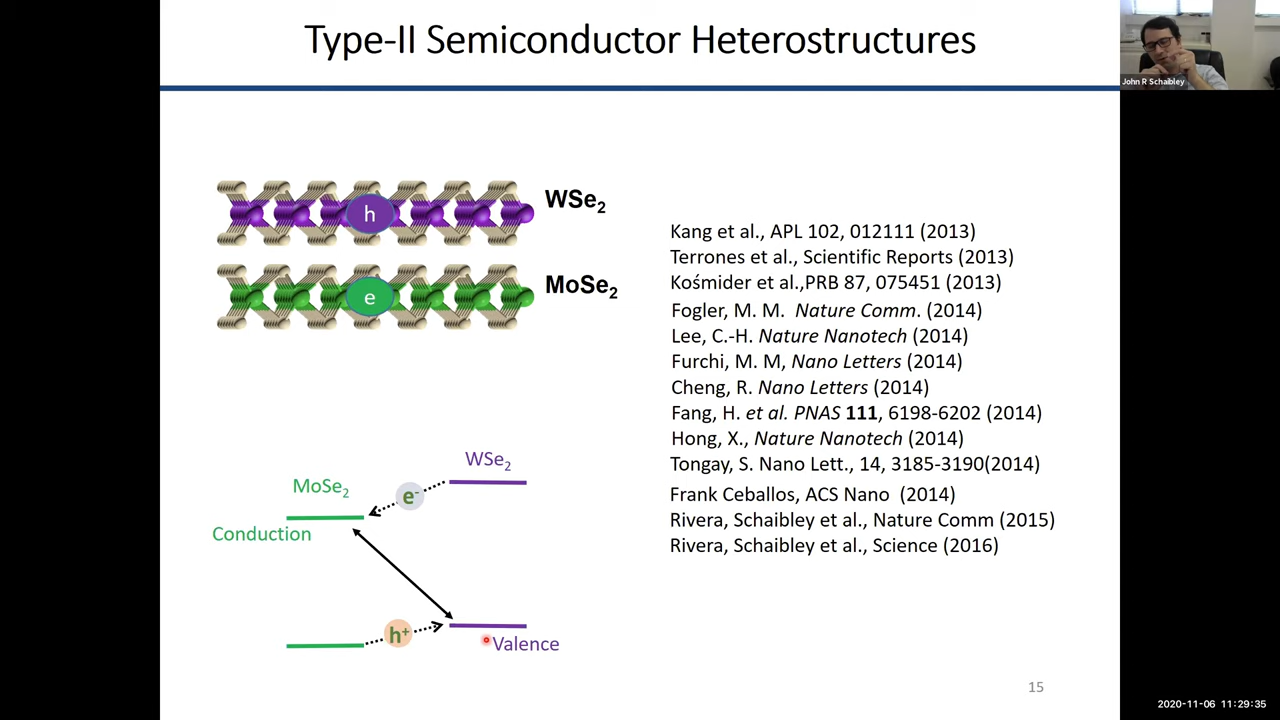 Type-II Semiconductor Heterostructures
John R Schaibley
h
WSe2
e
MoSe2
Kang et al., APL 102, 012111 (2013)
Terrones et al., Scientific Reports (2013)
Kośmider et al.,PRB 87, 075451 (2013)
Fogler, M. M. Nature Comm. (2014)
Lee, C.-H. Nature Nanotech (2014)
Furchi, M. M, Nano Letters (2014)
Cheng, R. Nano Letters (2014)
Fang, H. et al. PNAS 111, 6198-6202 (2014)
Hong, X., Nature Nanotech (2014)
Tongay, S. Nano Lett., 14, 3185-3190(2014)
Frank Ceballos, ACS Nano (2014)
Rivera, Schaibley et al., Nature Comm (2015)
Rivera, Schaibley et al., Science (2016)
WSe2
MoSe2
e-
Conduction
h+
Valence
15
2020-11-06 11:29:35